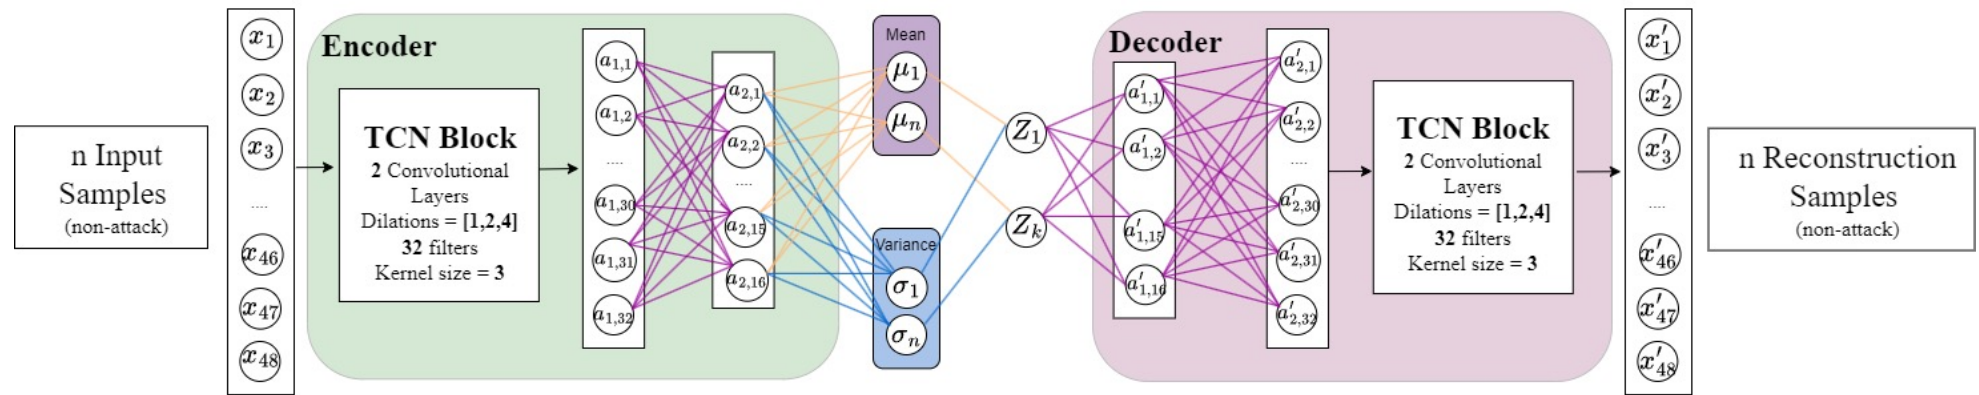 n Input
Samples
(non-attack)
x₁
x₂
x₃
....
x₄₆
x₄₇
x₄₈
Encoder
TCN Block
2 Convolutional
Layers
Dilations = [1,2,4]
32 filters
Kernel size = 3
a₁,₁
a₁,₂
....
a₁,₃₀
a₁,₃₁
a₁,₃₂
a₂,₁
a₂,₂
....
a₂,₁₅
a₂,₁₆
Mean
μ₁
μₙ
Variance
σ₁
σₙ
Z₁
Zₖ
Decoder
a′₁,₁
a′₁,₂
a′₁,₁₅
a′₁,₁₆
a′₂,₁
a′₂,₂
....
a′₂,₃₀
a′₂,₃₁
a′₂,₃₂
TCN Block
2 Convolutional
Layers
Dilations = [1,2,4]
32 filters
Kernel size = 3
x′₁
x′₂
x′₃
....
x′₄₆
x′₄₇
x′₄₈
n Reconstruction
Samples
(non-attack)